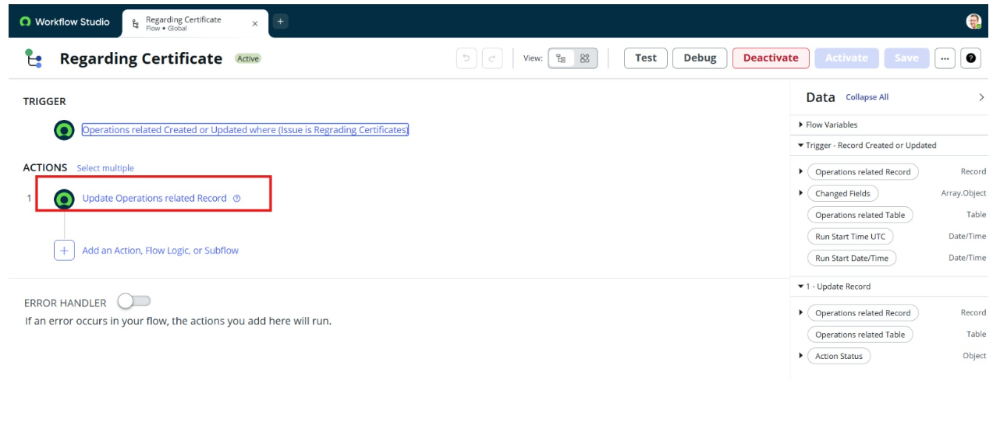 Workflow Studio
Regarding Certificate
Flow • Global
Regarding Certificate Active
View:
Test Debug Deactivate Activate Save ... ?
TRIGGER
Operations related Created or Updated where (Issue is Regrading Certificates)
ACTIONS Select multiple
1 Update Operations related Record ?
+ Add an Action, Flow Logic, or Subflow
ERROR HANDLER
If an error occurs in your flow, the actions you add here will run.
Data Collapse All
Flow Variables
Trigger - Record Created or Updated
Operations related Record Record
Changed Fields Array.Object
Operations related Table Table
Run Start Time UTC Date/Time
Run Start Date/Time Date/Time
1 - Update Record
Operations related Record Record
Operations related Table Table
Action Status Object